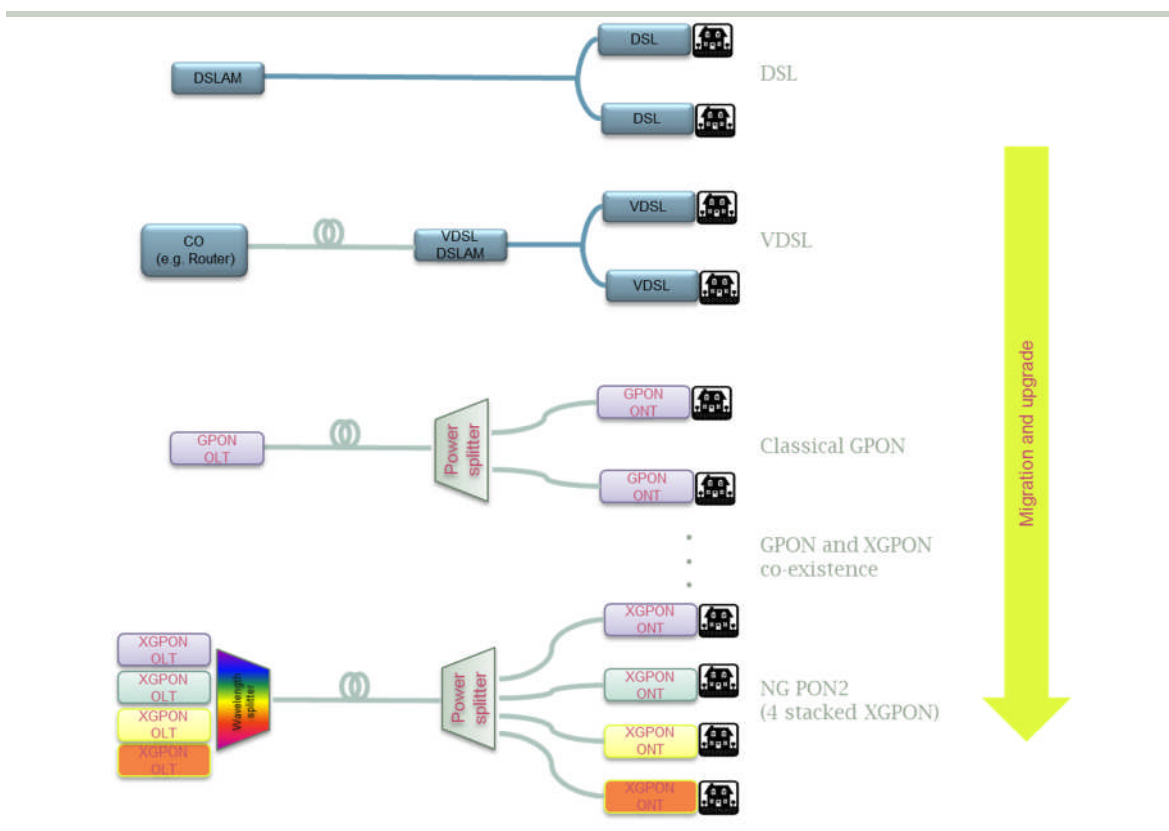 DSL
DSLAM
DSL
DSL
VDSL
CO
(e.g. Router)
VDSL
DSLAM
VDSL
VDSL
GPON
ONT
GPON
OLT
Power
splitter
GPON
ONT
Classical GPON
GPON and XGPON
co-existence
XGPON
OLT
XGPON
OLT
XGPON
OLT
XGPON
OLT
Wavelength
splitter
Power
splitter
XGPON
ONT
XGPON
ONT
XGPON
ONT
XGPON
ONT
NG PON2
(4 stacked XGPON)
Migration and upgrade